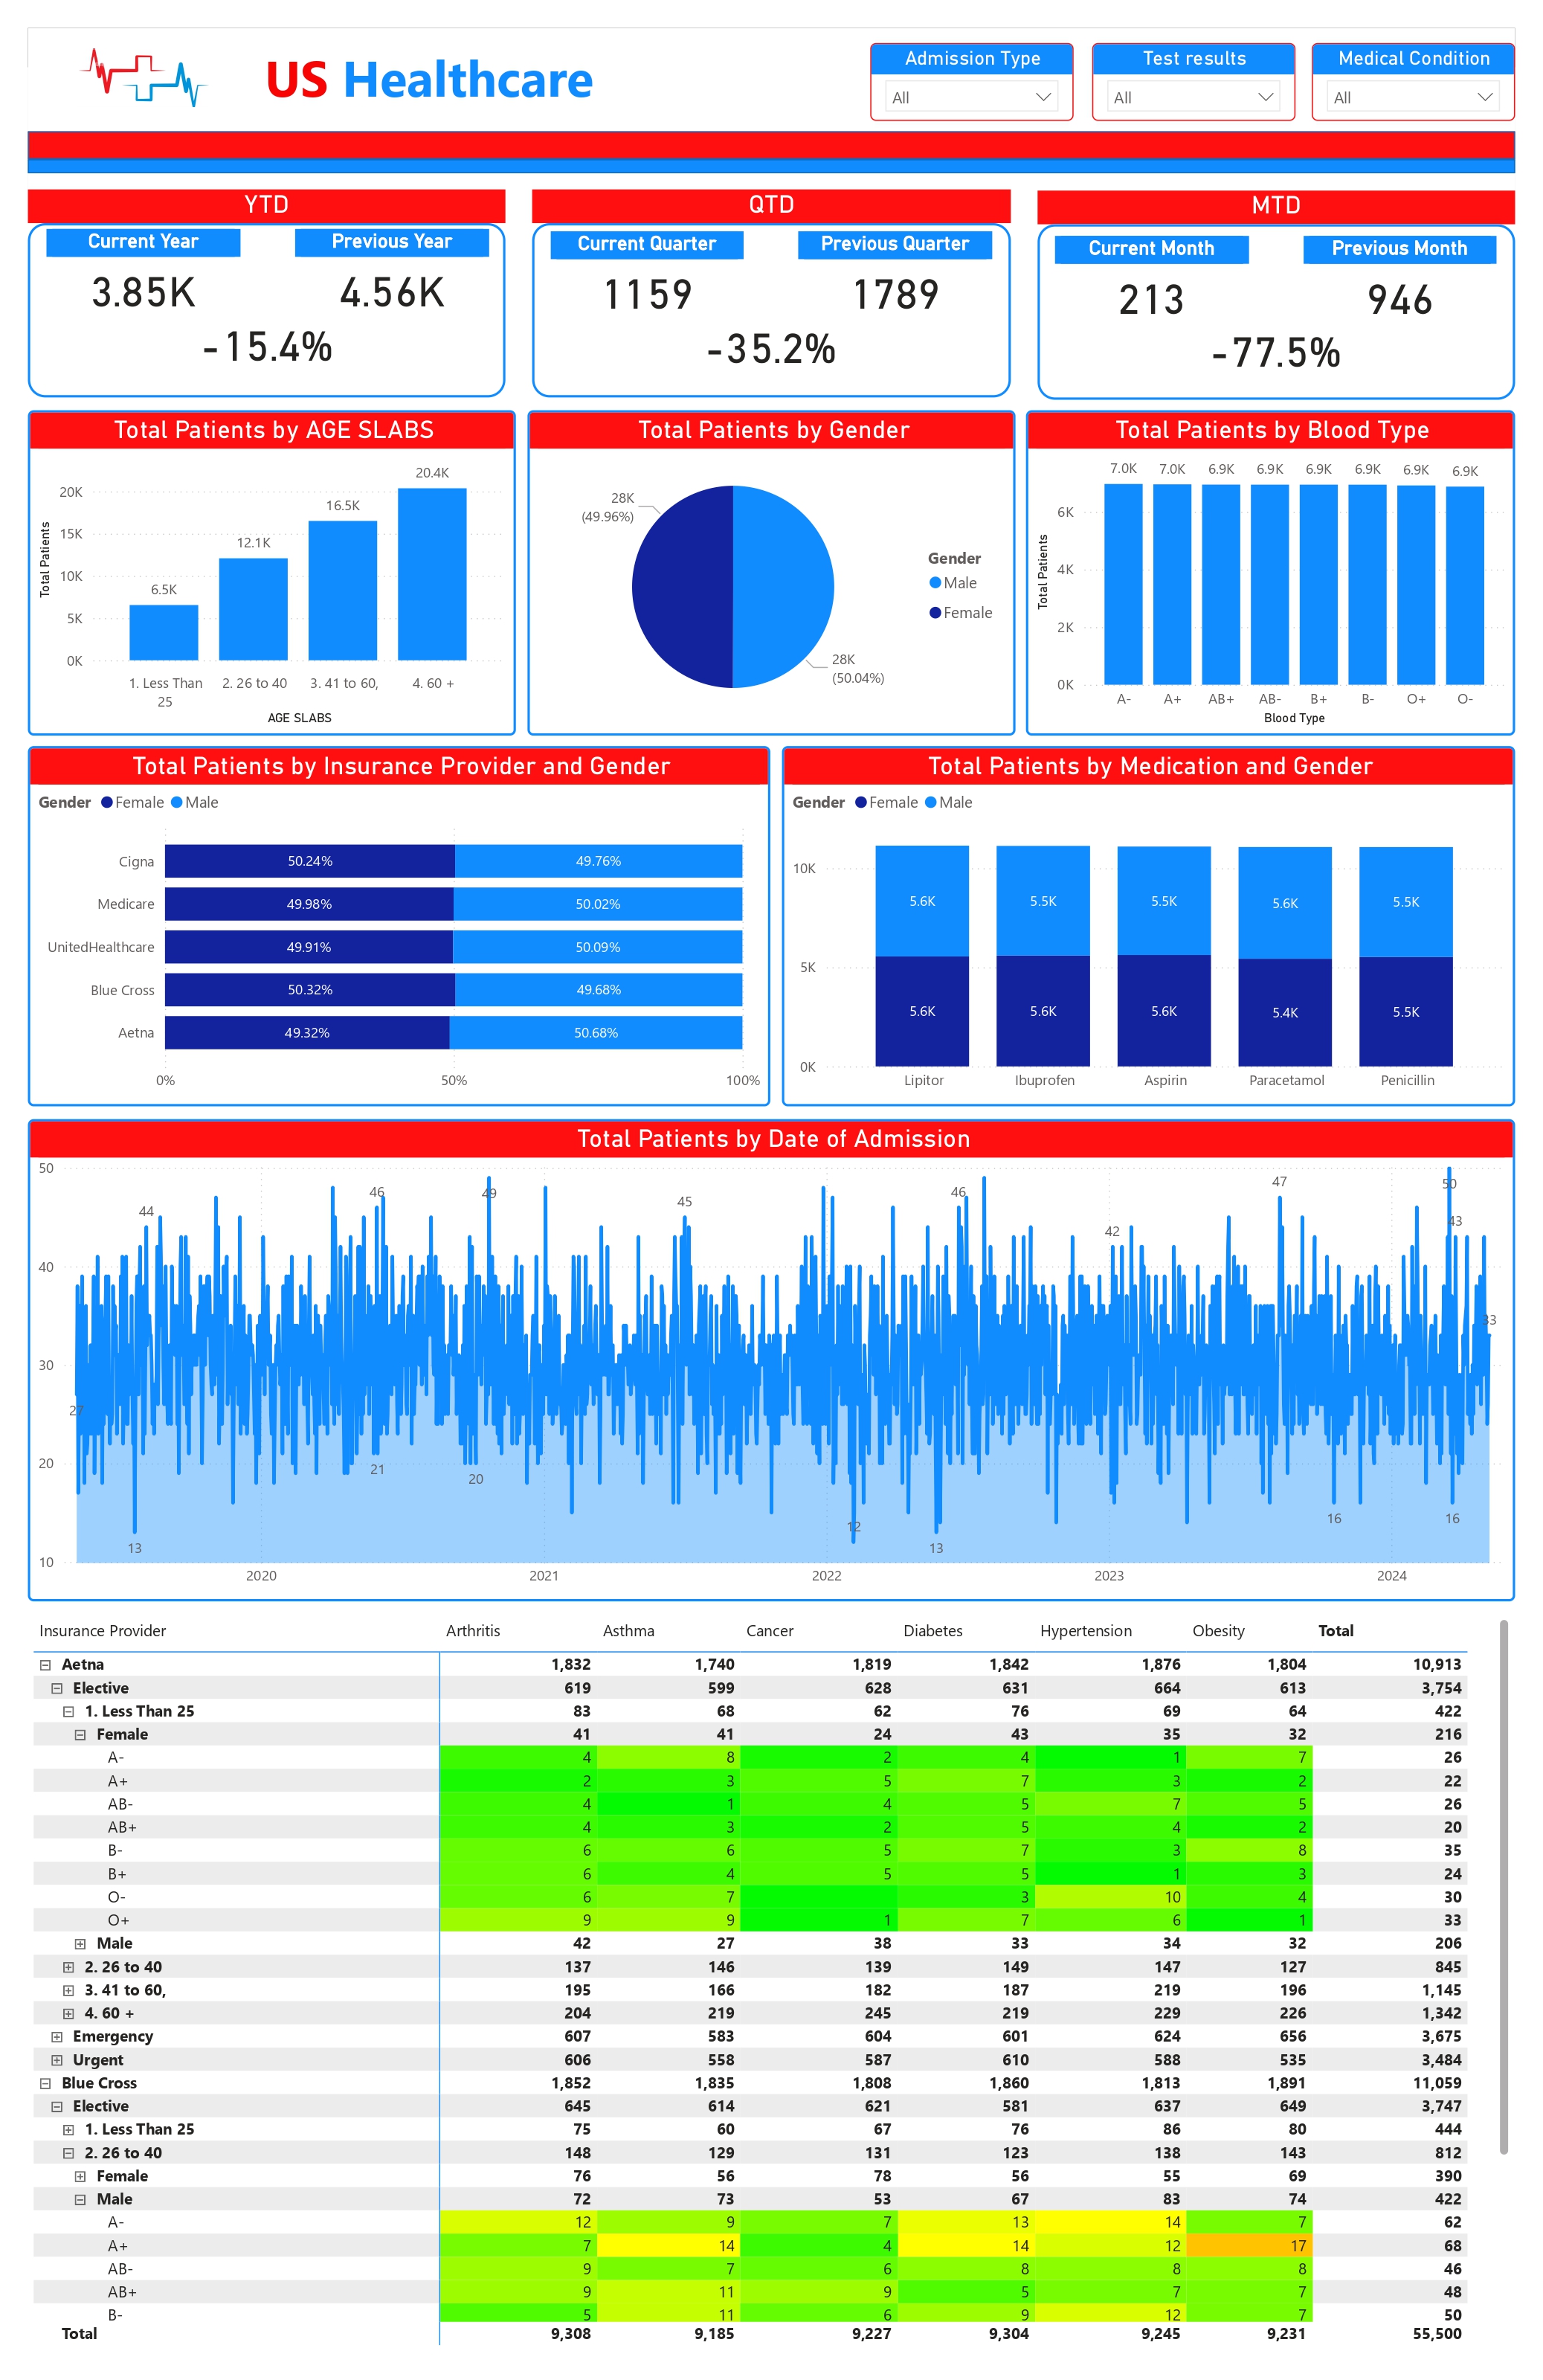 US Healthcare
Admission Type
All
Test results
All
Medical Condition
All
YTD
Current Year Previous Year
3.85K 4.56K
-15.4%
QTD
Current Quarter Previous Quarter
1159 1789
-35.2%
MTD
Current Month Previous Month
213 946
-77.5%
Total Patients by AGE SLABS
Total Patients
20K
15K
10K
5K
0K
6.5K
12.1K
16.5K
20.4K
1. Less Than 25
2. 26 to 40
3. 41 to 60,
4. 60 +
AGE SLABS
Total Patients by Gender
28K
(49.96%)
28K
(50.04%)
Gender
Male
Female
Total Patients by Blood Type
Total Patients
7.0K 7.0K 6.9K 6.9K 6.9K 6.9K 6.9K 6.9K
6K
4K
2K
0K
A- A+ AB+ AB- B+ B- O+ O-
Blood Type
Total Patients by Insurance Provider and Gender
Gender Female Male
Cigna 50.24% 49.76%
Medicare 49.98% 50.02%
UnitedHealthcare 49.91% 50.09%
Blue Cross 50.32% 49.68%
Aetna 49.32% 50.68%
0% 50% 100%
Total Patients by Medication and Gender
Gender Female Male
10K
5K
0K
5.6K 5.5K 5.5K 5.6K 5.5K
5.6K 5.6K 5.6K 5.4K 5.5K
Lipitor Ibuprofen Aspirin Paracetamol Penicillin
Total Patients by Date of Admission
50
40
30
20
10
27 44 13 46 21 49 20 45 12 46 13 42 47 16 50 43 16 33
2020 2021 2022 2023 2024
Insurance Provider Arthritis Asthma Cancer Diabetes Hypertension Obesity Total
Aetna 1,832 1,740 1,819 1,842 1,876 1,804 10,913
Elective 619 599 628 631 664 613 3,754
1. Less Than 25 83 68 62 76 69 64 422
Female 41 41 24 43 35 32 216
A- 4 8 2 4 1 7 26
A+ 2 3 5 7 3 2 22
AB- 4 1 4 5 7 5 26
AB+ 4 3 2 5 4 2 20
B- 6 6 5 7 3 8 35
B+ 6 4 5 5 1 3 24
O- 6 7 3 10 4 30
O+ 9 9 1 7 6 1 33
Male 42 27 38 33 34 32 206
2. 26 to 40 137 146 139 149 147 127 845
3. 41 to 60, 195 166 182 187 219 196 1,145
4. 60 + 204 219 245 219 229 226 1,342
Emergency 607 583 604 601 624 656 3,675
Urgent 606 558 587 610 588 535 3,484
Blue Cross 1,852 1,835 1,808 1,860 1,813 1,891 11,059
Elective 645 614 621 581 637 649 3,747
1. Less Than 25 75 60 67 76 86 80 444
2. 26 to 40 148 129 131 123 138 143 812
Female 76 56 78 56 55 69 390
Male 72 73 53 67 83 74 422
A- 12 9 7 13 14 7 62
A+ 7 14 4 14 12 17 68
AB- 9 7 6 8 8 8 46
AB+ 9 11 9 5 7 7 48
B- 5 11 6 9 12 7 50
Total 9,308 9,185 9,227 9,304 9,245 9,231 55,500